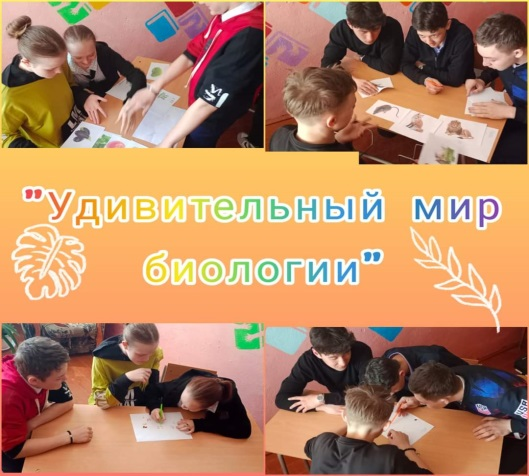 "Удивительный мир
биологии"